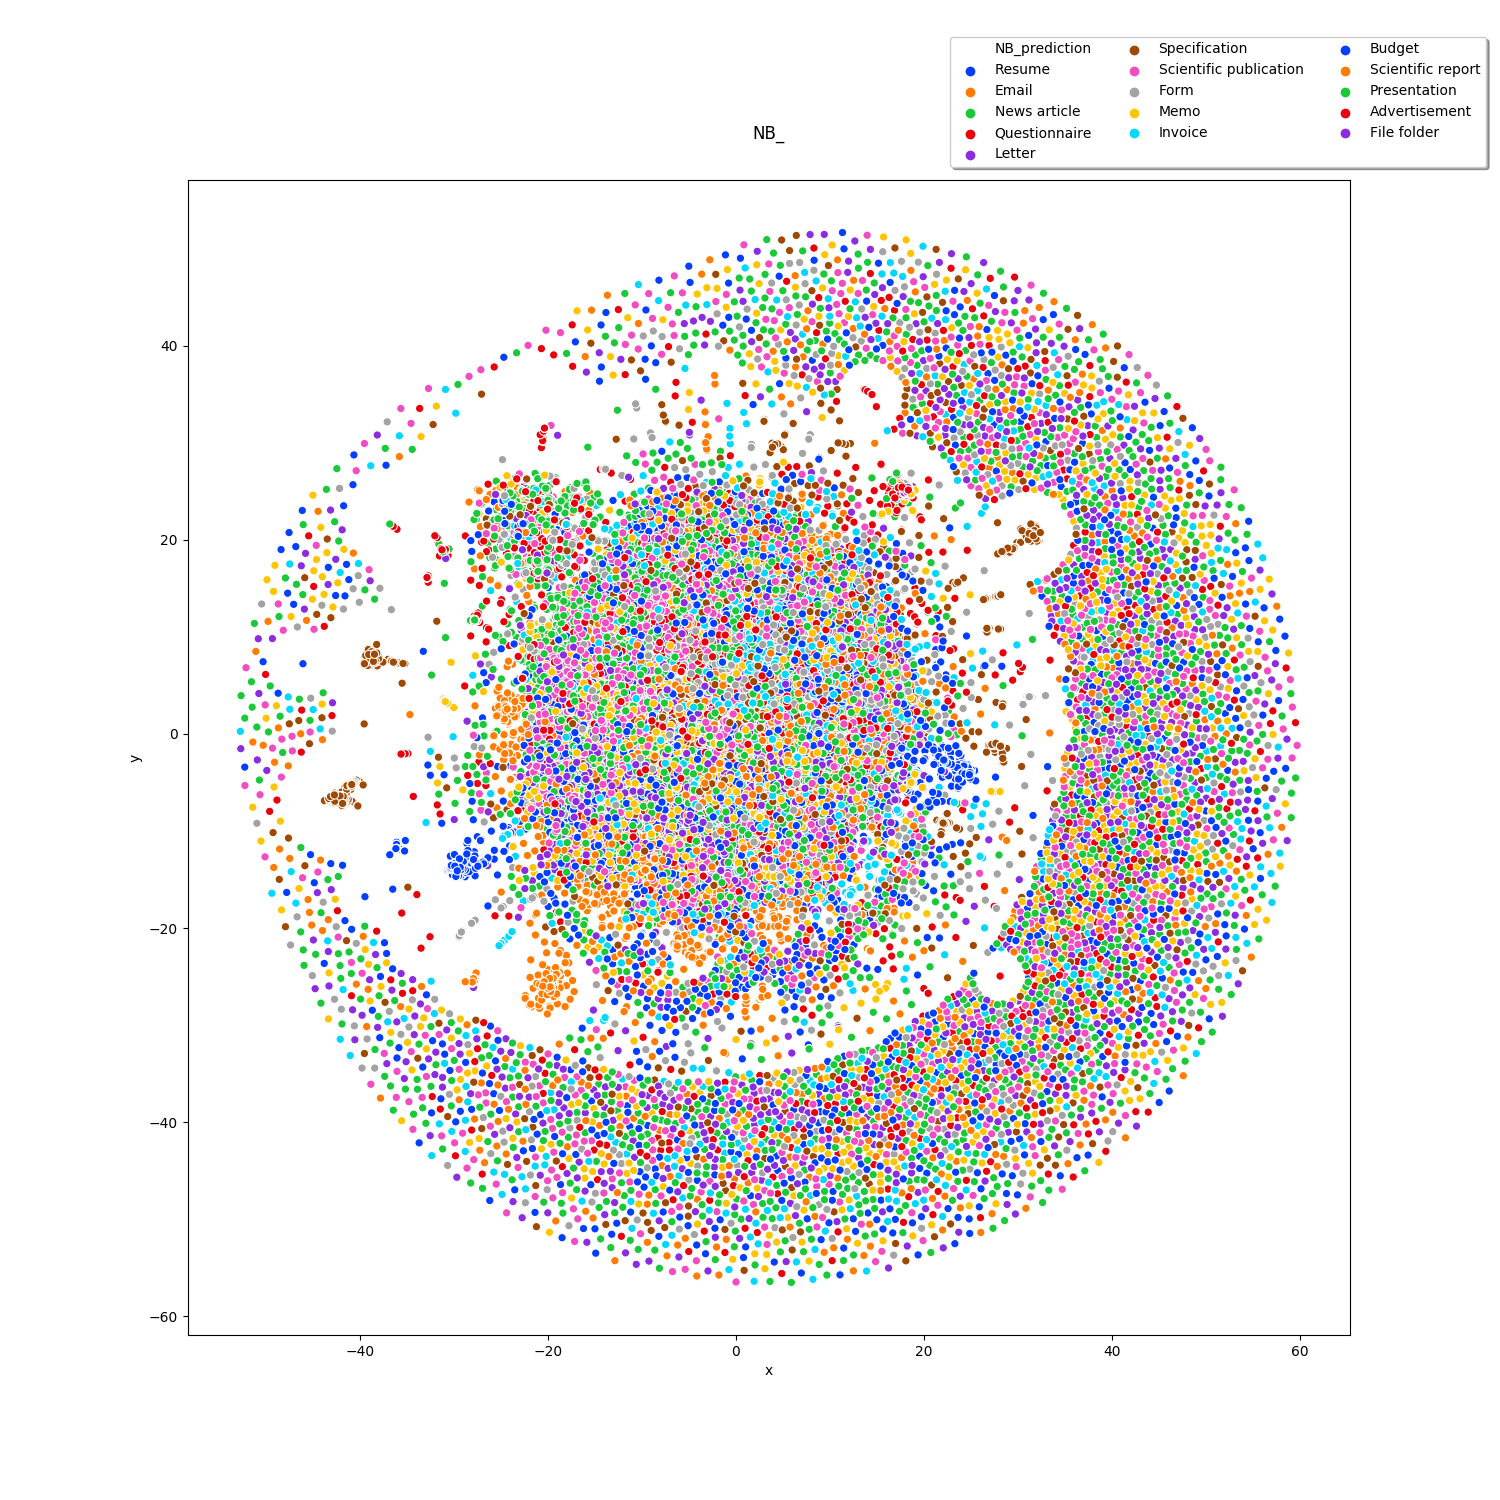 NB_prediction
Resume
Email
News article
Questionnaire
Letter
Specification
Scientific publication
Form
Memo
Invoice
Budget
Scientific report
Presentation
Advertisement
File folder
NB_
y
40
20
0
−20
−40
−60
−40
−20
0
20
40
60
x